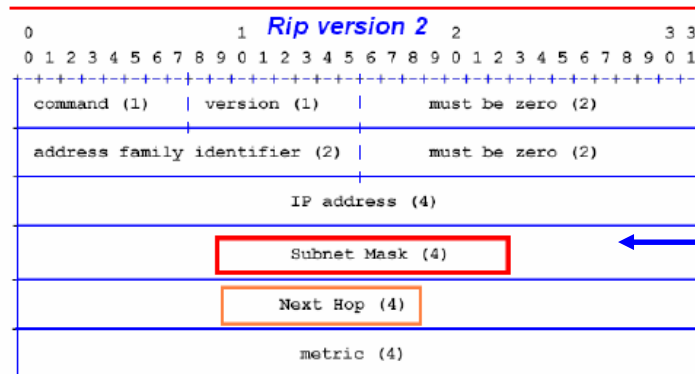 Rip version 2
0 1 2 3 3
0 1 2 3 4 5 6 7 8 9 0 1 2 3 4 5 6 7 8 9 0 1 2 3 4 5 6 7 8 9 0 1
command (1) | version (1) | must be zero (2)
address family identifier (2) | must be zero (2)
IP address (4)
Subnet Mask (4)
Next Hop (4)
metric (4)